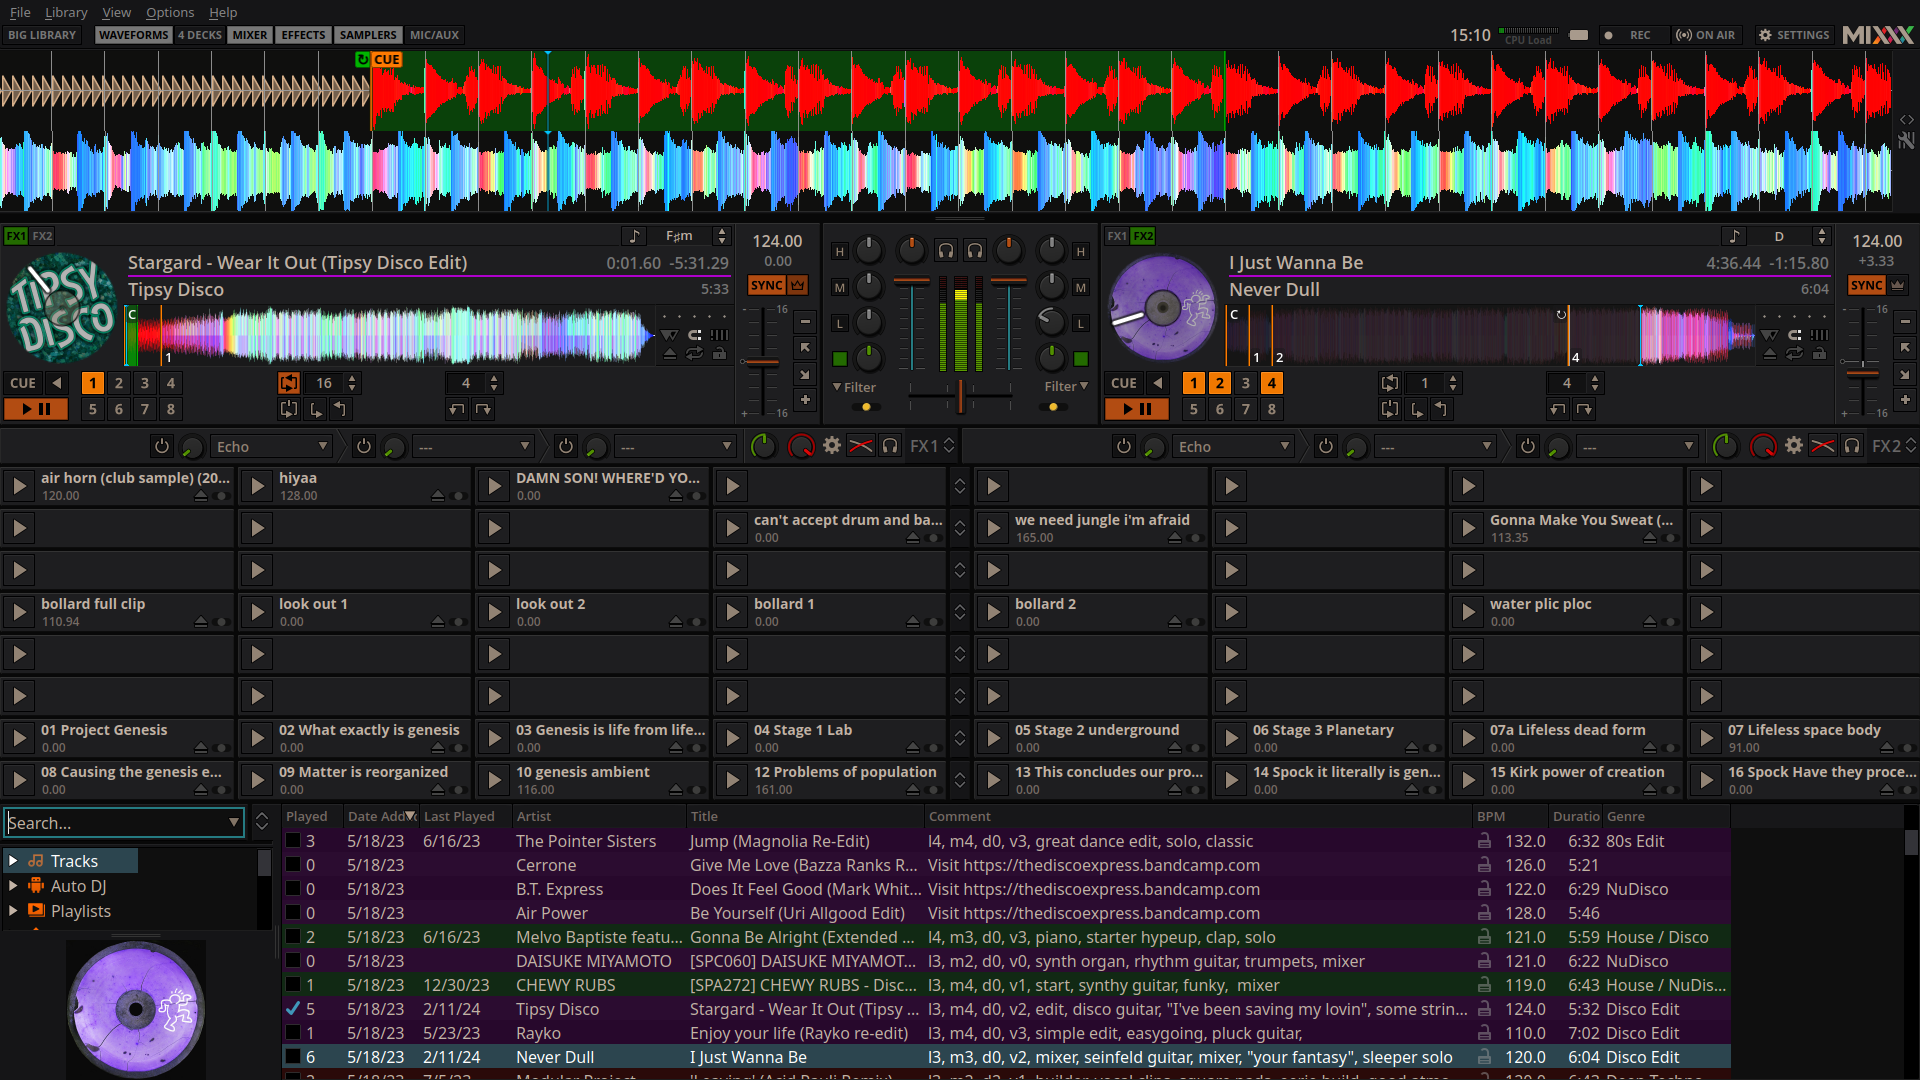 File Library View Options Help
BIG LIBRARY WAVEFORMS 4 DECKS MIXER EFFECTS SAMPLERS MIC/AUX 15:10 CPU Load REC ON AIR SETTINGS MIXXX
CUE
FX1 FX2 F♯m 124.00 FX1 FX2 D 124.00
Stargard - Wear It Out (Tipsy Disco Edit) 0:01.60 -5:31.29 0.00 H H I Just Wanna Be 4:36.44 -1:15.80 +3.33
TIPSY DISCO
Tipsy Disco 5:33 SYNC M M Never Dull 6:04 SYNC
C 1 16 L L C 1 2 4 16
CUE 1 2 3 4 16 4 Filter Filter CUE 1 2 3 4 1 4
5 6 7 8 16 5 6 7 8 16
Echo --- --- FX1 Echo --- --- FX2
air horn (club sample) (20... hiyaa DAMN SON! WHERE'D YO...
120.00 128.00 0.00
can't accept drum and ba... we need jungle i'm afraid Gonna Make You Sweat (...
0.00 165.00 113.35
bollard full clip look out 1 look out 2 bollard 1 bollard 2 water plic ploc
110.94 0.00 0.00 0.00 0.00 0.00
01 Project Genesis 02 What exactly is genesis 03 Genesis is life from life... 04 Stage 1 Lab 05 Stage 2 underground 06 Stage 3 Planetary 07a Lifeless dead form 07 Lifeless space body
0.00 0.00 0.00 0.00 0.00 0.00 0.00 91.00
08 Causing the genesis e... 09 Matter is reorganized 10 genesis ambient 12 Problems of population 13 This concludes our pro... 14 Spock it literally is gen... 15 Kirk power of creation 16 Spock Have they proce...
0.00 0.00 116.00 161.00 0.00 0.00 0.00 0.00
Search...
Tracks
Auto DJ
Playlists
Played Date Add Last Played Artist Title Comment BPM Duratio Genre
3 5/18/23 6/16/23 The Pointer Sisters Jump (Magnolia Re-Edit) l4, m4, d0, v3, great dance edit, solo, classic 132.0 6:32 80s Edit
0 5/18/23 Cerrone Give Me Love (Bazza Ranks R... Visit https://thediscoexpress.bandcamp.com 126.0 5:21
0 5/18/23 B.T. Express Does It Feel Good (Mark Whit... Visit https://thediscoexpress.bandcamp.com 122.0 6:29 NuDisco
0 5/18/23 Air Power Be Yourself (Uri Allgood Edit) Visit https://thediscoexpress.bandcamp.com 128.0 5:46
2 5/18/23 6/16/23 Melvo Baptiste featu... Gonna Be Alright (Extended ... l4, m3, d0, v3, piano, starter hypeup, clap, solo 121.0 5:59 House / Disco
0 5/18/23 DAISUKE MIYAMOTO [SPC060] DAISUKE MIYAMOT... l3, m2, d0, v0, synth organ, rhythm guitar, trumpets, mixer 121.0 6:22 NuDisco
1 5/18/23 12/30/23 CHEWY RUBS [SPA272] CHEWY RUBS - Disc... l3, m4, d0, v1, start, synthy guitar, funky, mixer 119.0 6:43 House / NuDis...
5 5/18/23 2/11/24 Tipsy Disco Stargard - Wear It Out (Tipsy ... l3, m4, d0, v2, edit, disco guitar, "I've been saving my lovin", some strin... 124.0 5:32 Disco Edit
1 5/18/23 5/23/23 Rayko Enjoy your life (Rayko re-edit) l3, m4, d0, v3, simple edit, easygoing, pluck guitar, 110.0 7:02 Disco Edit
6 5/18/23 2/11/24 Never Dull I Just Wanna Be l3, m3, d0, v2, mixer, seinfeld guitar, mixer, "your fantasy", sleeper solo 120.0 6:04 Disco Edit